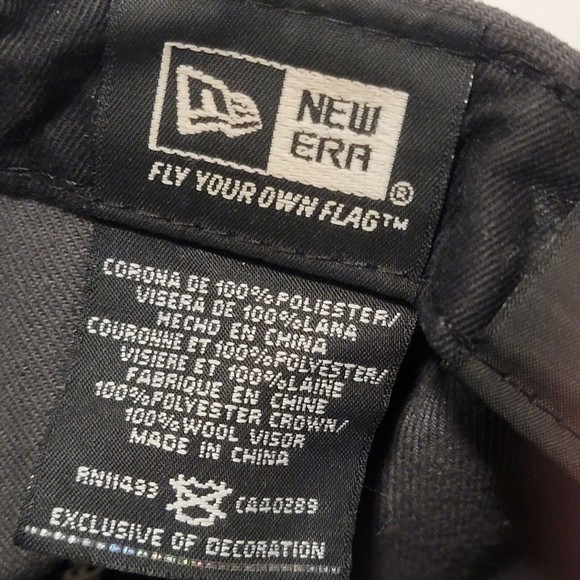 NEW
ERA
®
FLY YOUR OWN FLAG™
CORONA DE 100% POLIESTER/
VISERA DE 100% LANA
HECHO EN CHINA
COURONNE ET 100% POLYESTER/
VISIERE ET 100% LAINE
FABRIQUE EN CHINE
100% POLYESTER CROWN/
100% WOOL VISOR
MADE IN CHINA
RN11493 CA40289
EXCLUSIVE OF DECORATION